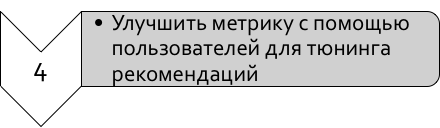 4
• Улучшить метрику с помощью
пользователей для тюнинга
рекомендаций